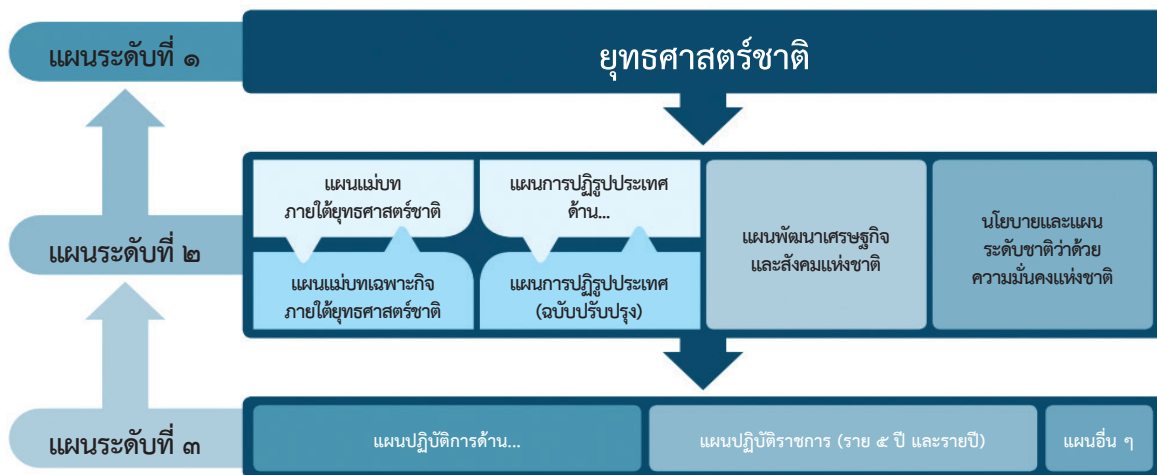 แผนระดับที่ ๑
ยุทธศาสตร์ชาติ
แผนระดับที่ ๒
แผนแม่บท
ภายใต้ยุทธศาสตร์ชาติ
แผนการปฏิรูปประเทศ
ด้าน...
แผนแม่บทเฉพาะกิจ
ภายใต้ยุทธศาสตร์ชาติ
แผนการปฏิรูปประเทศ
(ฉบับปรับปรุง)
แผนพัฒนาเศรษฐกิจ
และสังคมแห่งชาติ
นโยบายและแผน
ระดับชาติว่าด้วย
ความมั่นคงแห่งชาติ
แผนระดับที่ ๓
แผนปฏิบัติการด้าน...
แผนปฏิบัติราชการ (ราย ๕ ปี และรายปี)
แผนอื่น ๆ